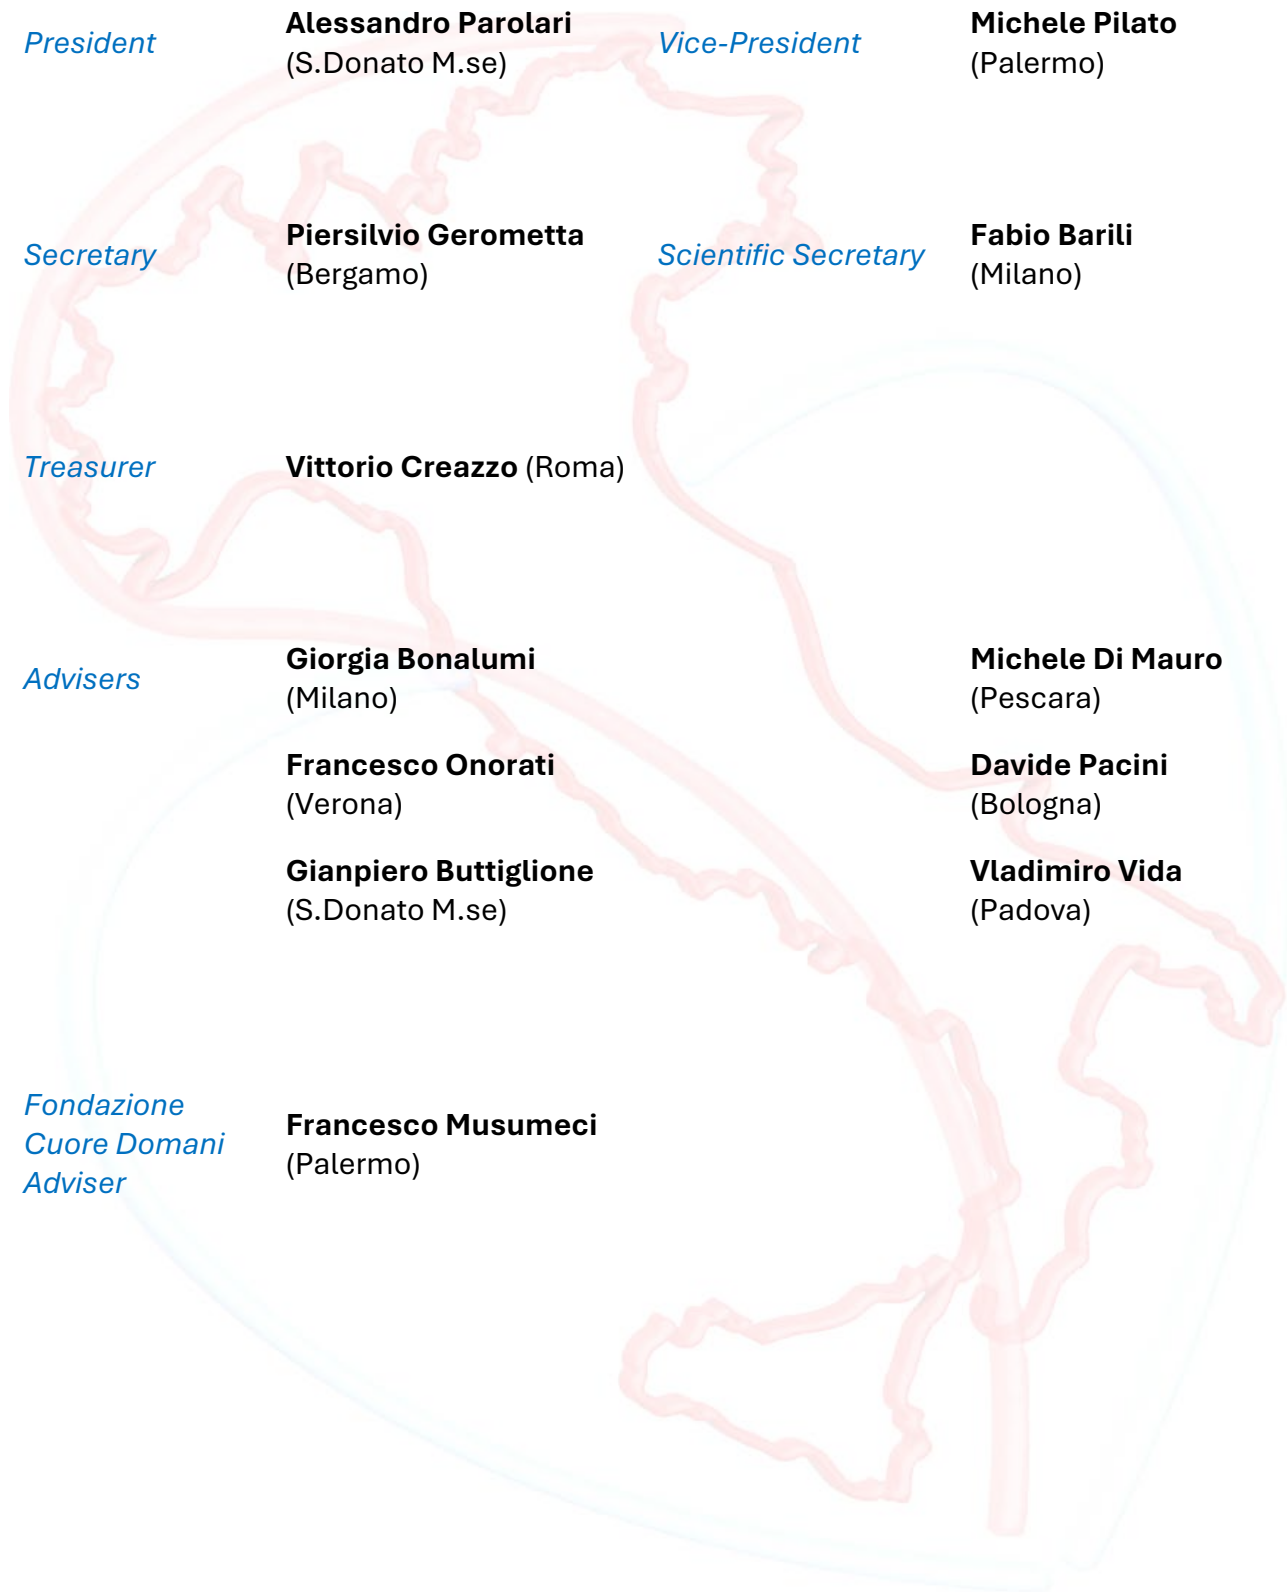 President
Alessandro Parolari
(S.Donato M.se)
Vice-President
Michele Pilato
(Palermo)
Secretary
Piersilvio Gerometta
(Bergamo)
Scientific Secretary
Fabio Barili
(Milano)
Treasurer
Vittorio Creazzo (Roma)
Advisers
Giorgia Bonalumi
(Milano)
Michele Di Mauro
(Pescara)
Francesco Onorati
(Verona)
Davide Pacini
(Bologna)
Gianpiero Buttiglione
(S.Donato M.se)
Vladimiro Vida
(Padova)
Fondazione
Cuore Domani
Adviser
Francesco Musumeci
(Palermo)